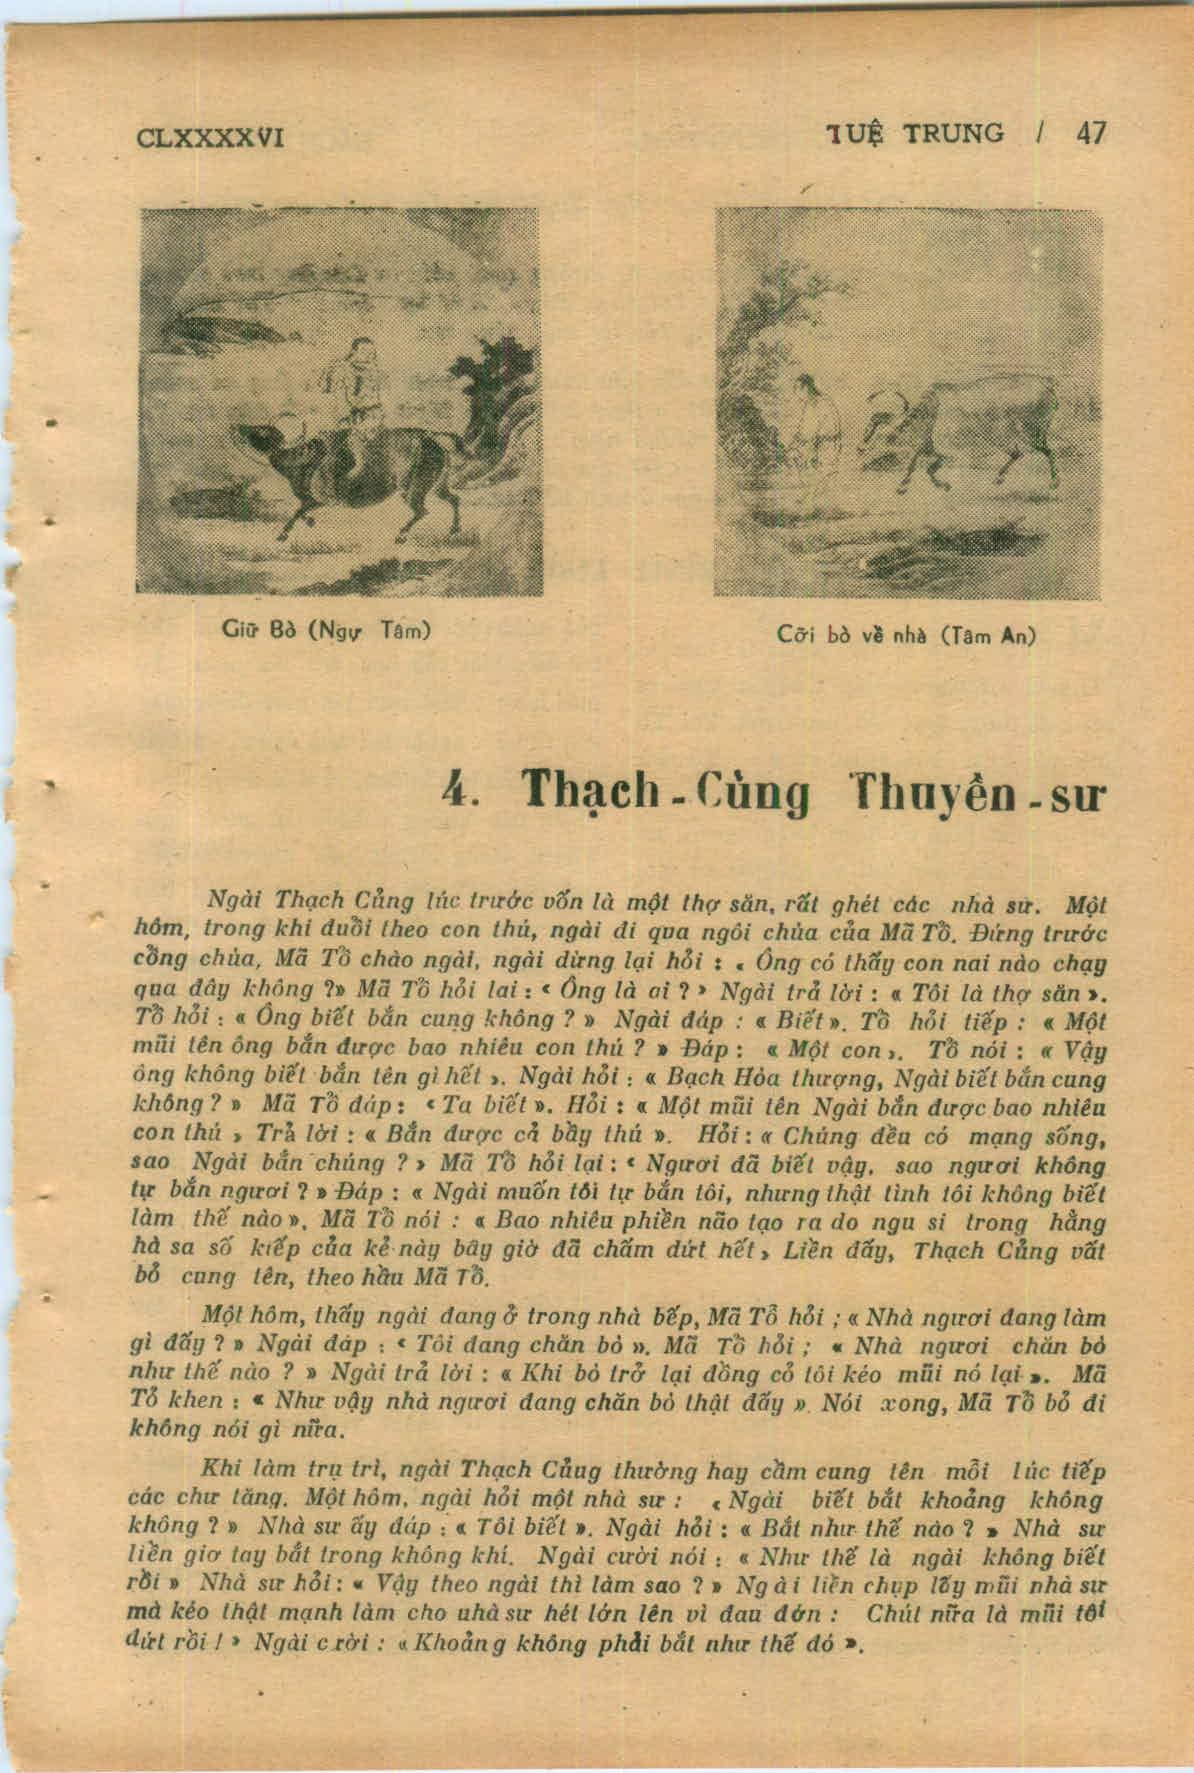 CLXXXXVI
TUỆ TRUNG / 47
Giữ Bò (Ngự Tâm)
Cỡi bò về nhà (Tâm An)
4. Thạch-Củng Thuyền-sư
Ngài Thạch Củng lúc trước vốn là một thợ săn, rất ghét các nhà sư. Một
hôm, trong khi đuổi theo con thú, ngài đi qua ngôi chùa của Mã Tổ. Đứng trước
cổng chùa, Mã Tổ chào ngài, ngài dừng lại hỏi : « Ông có thấy con nai nào chạy
qua đây không ?» Mã Tổ hỏi lại : ‹ Ông là ai ? › Ngài trả lời : « Tôi là thợ săn ».
Tổ hỏi : « Ông biết bắn cung không ? » Ngài đáp : « Biết ». Tổ hỏi tiếp : « Một
mũi tên ông bắn được bao nhiêu con thú ? » Đáp : « Một con ›. Tổ nói : « Vậy
ông không biết bắn tên gì hết ›. Ngài hỏi : « Bạch Hòa thượng, Ngài biết bắn cung
không ? » Mã Tổ đáp : ‹ Ta biết ». Hỏi : « Một mũi tên Ngài bắn được bao nhiêu
con thú › Trả lời : « Bắn được cả bầy thú ». Hỏi : « Chúng đều có mạng sống,
sao Ngài bắn chúng ? › Mã Tổ hỏi lại : ‹ Ngươi đã biết vậy, sao ngươi không
tự bắn ngươi ? » Đáp : « Ngài muốn tôi tự bắn tôi, nhưng thật tình tôi không biết
làm thế nào ». Mã Tổ nói : « Bao nhiêu phiền não tạo ra do ngu si trong hằng
hà sa số kiếp của kẻ này bây giờ đã chấm dứt hết › Liền đấy, Thạch Củng vất
bỏ cung tên, theo hầu Mã Tổ.
Một hôm, thấy ngài đang ở trong nhà bếp, Mã Tổ hỏi ; « Nhà ngươi đang làm
gì đấy ? » Ngài đáp : ‹ Tôi đang chăn bò ». Mã Tổ hỏi ; « Nhà ngươi chăn bò
như thế nào ? » Ngài trả lời : « Khi bò trở lại đồng cỏ tôi kéo mũi nó lại ». Mã
Tổ khen : « Như vậy nhà ngươi đang chăn bò thật đấy ». Nói xong, Mã Tổ bỏ đi
không nói gì nữa.
Khi làm trụ trì, ngài Thạch Củng thường hay cầm cung tên mỗi lúc tiếp
các chư tăng. Một hôm, ngài hỏi một nhà sư : ‹ Ngài biết bắt khoảng không
không ? » Nhà sư ấy đáp : « Tôi biết ». Ngài hỏi : « Bắt như thế nào ? » Nhà sư
liền giơ tay bắt trong không khí. Ngài cười nói : « Như thế là ngài không biết
rồi » Nhà sư hỏi : « Vậy theo ngài thì làm sao ? » Ngài liền chụp lấy mũi nhà sư
mà kéo thật mạnh làm cho nhà sư hét lớn lên vì đau đớn : Chút nữa là mũi tôi
đứt rồi ! › Ngài cười : « Khoảng không phải bắt như thế đó ».